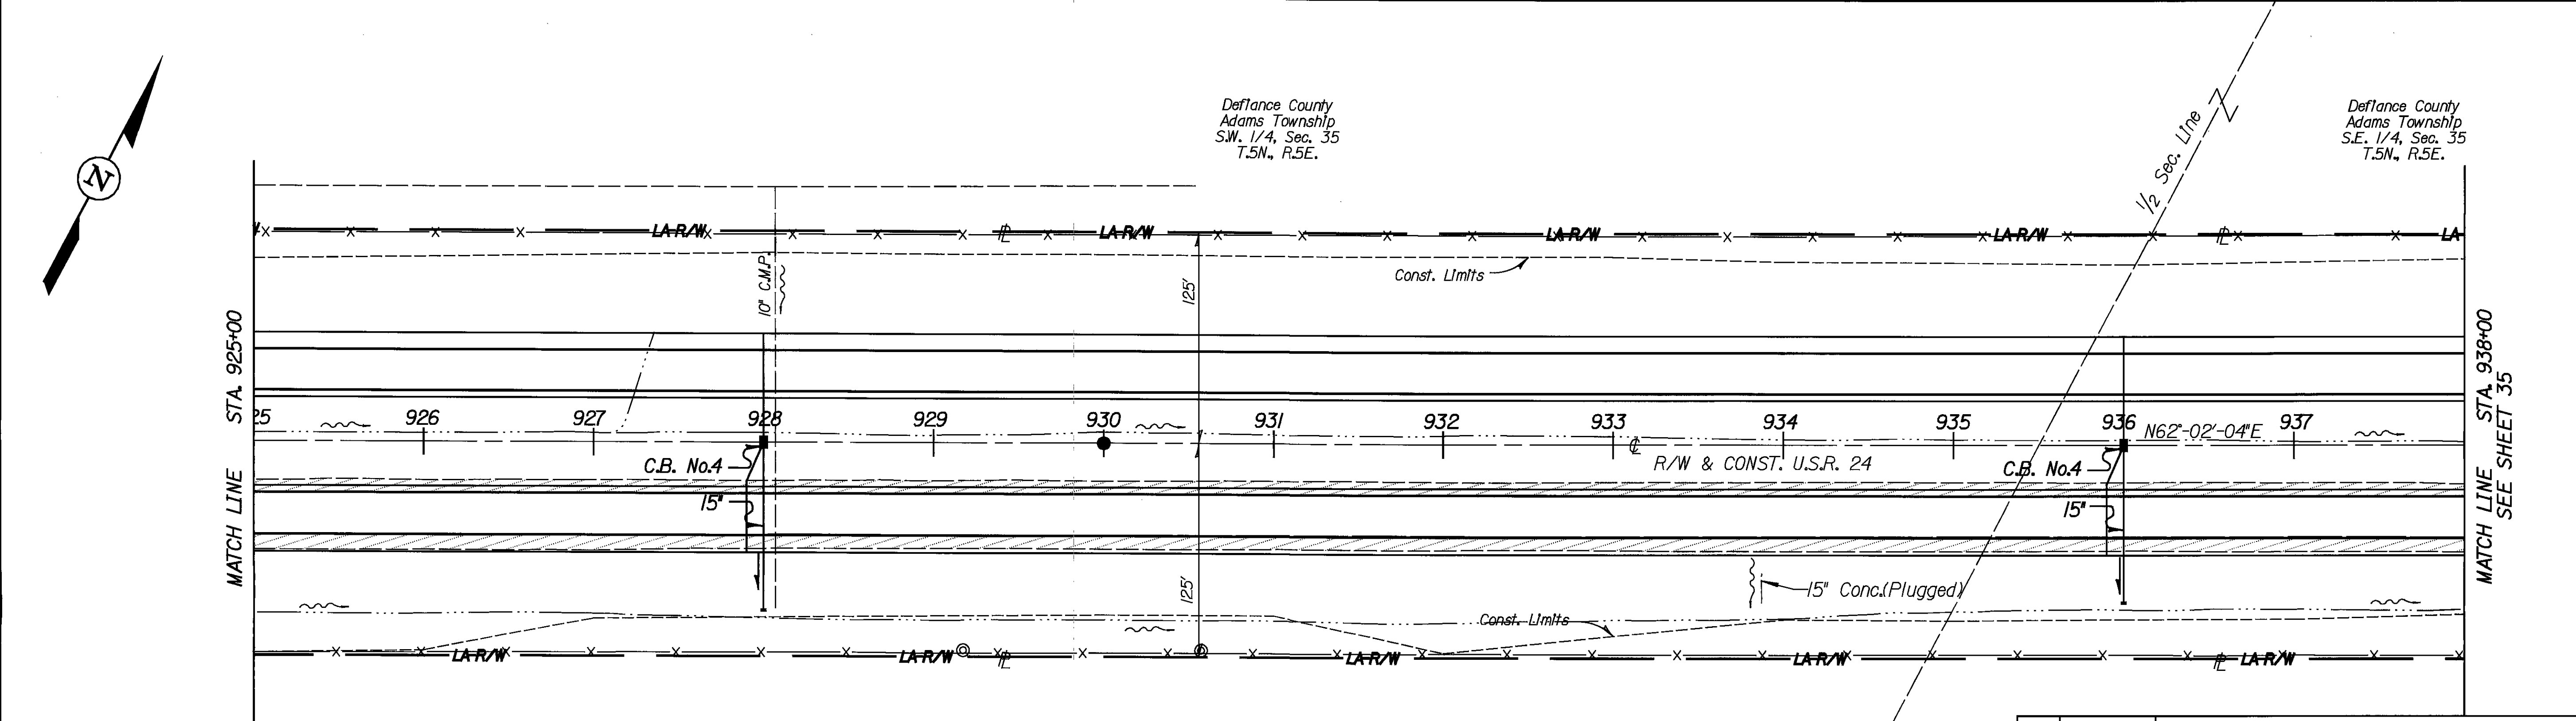 Defiance County
Adams Township
S.W. 1/4, Sec. 35
T.5N., R.5E.
Defiance County
Adams Township
S.E. 1/4, Sec. 35
T.5N., R.5E.
1/2 Sec. Line
N
LA-R/W
LA-R/W
LA-R/W
LA-R/W
LA
Const. Limits
10" C.M.P.
125'
MATCH LINE STA. 925+00
25 926 927 928 929 930 931 932 933 934 935 936 937
N62°-02'-04"E
R/W & CONST. U.S.R. 24
C.B. No.4
C.B. No.4
15"
15"
15" Conc.(Plugged)
125'
Const. Limits
LA-R/W
LA-R/W
LA-R/W
LA-R/W
LA-R/W
MATCH LINE STA. 938+00
SEE SHEET 35